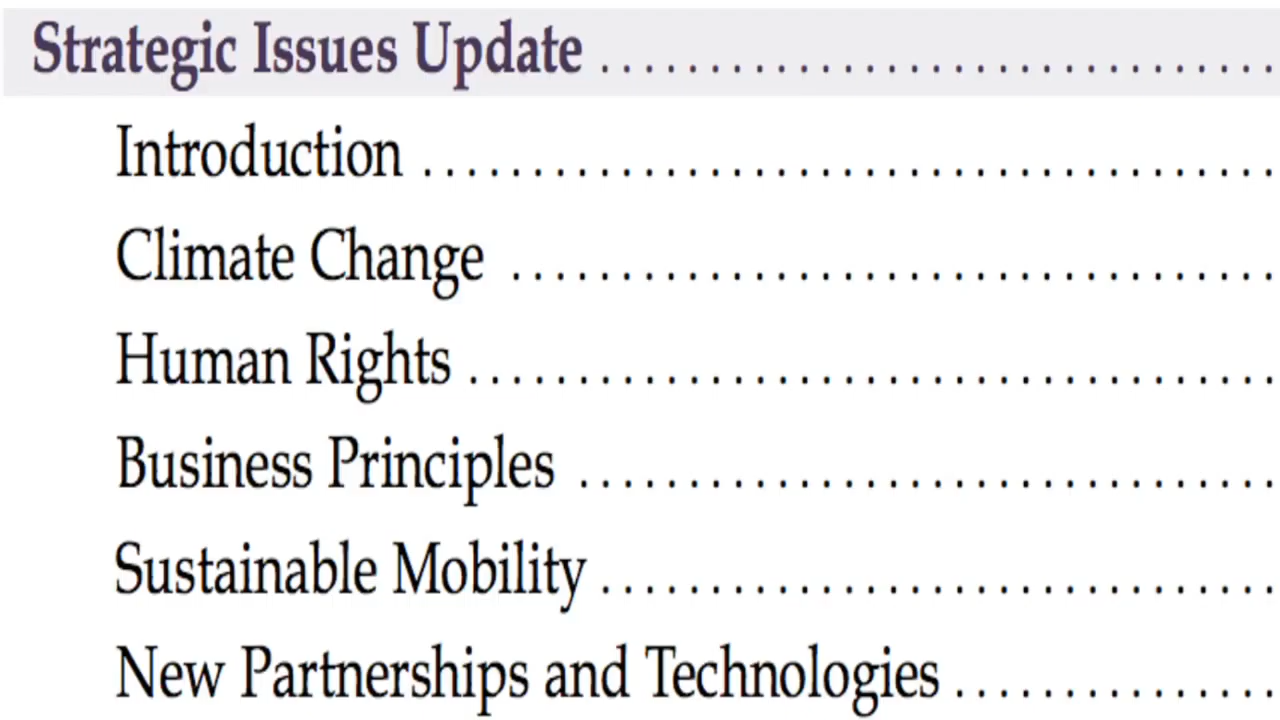 Strategic Issues Update . . . . . . . . . . . . . . . . . . . . . . . . . . . . . . .
Introduction . . . . . . . . . . . . . . . . . . . . . . . . . . . . . . . . . . . . . . .
Climate Change . . . . . . . . . . . . . . . . . . . . . . . . . . . . . . . . . . .
Human Rights . . . . . . . . . . . . . . . . . . . . . . . . . . . . . . . . . . . . .
Business Principles . . . . . . . . . . . . . . . . . . . . . . . . . . . . . . . .
Sustainable Mobility . . . . . . . . . . . . . . . . . . . . . . . . . . . . . . .
New Partnerships and Technologies . . . . . . . . . . . . . . .